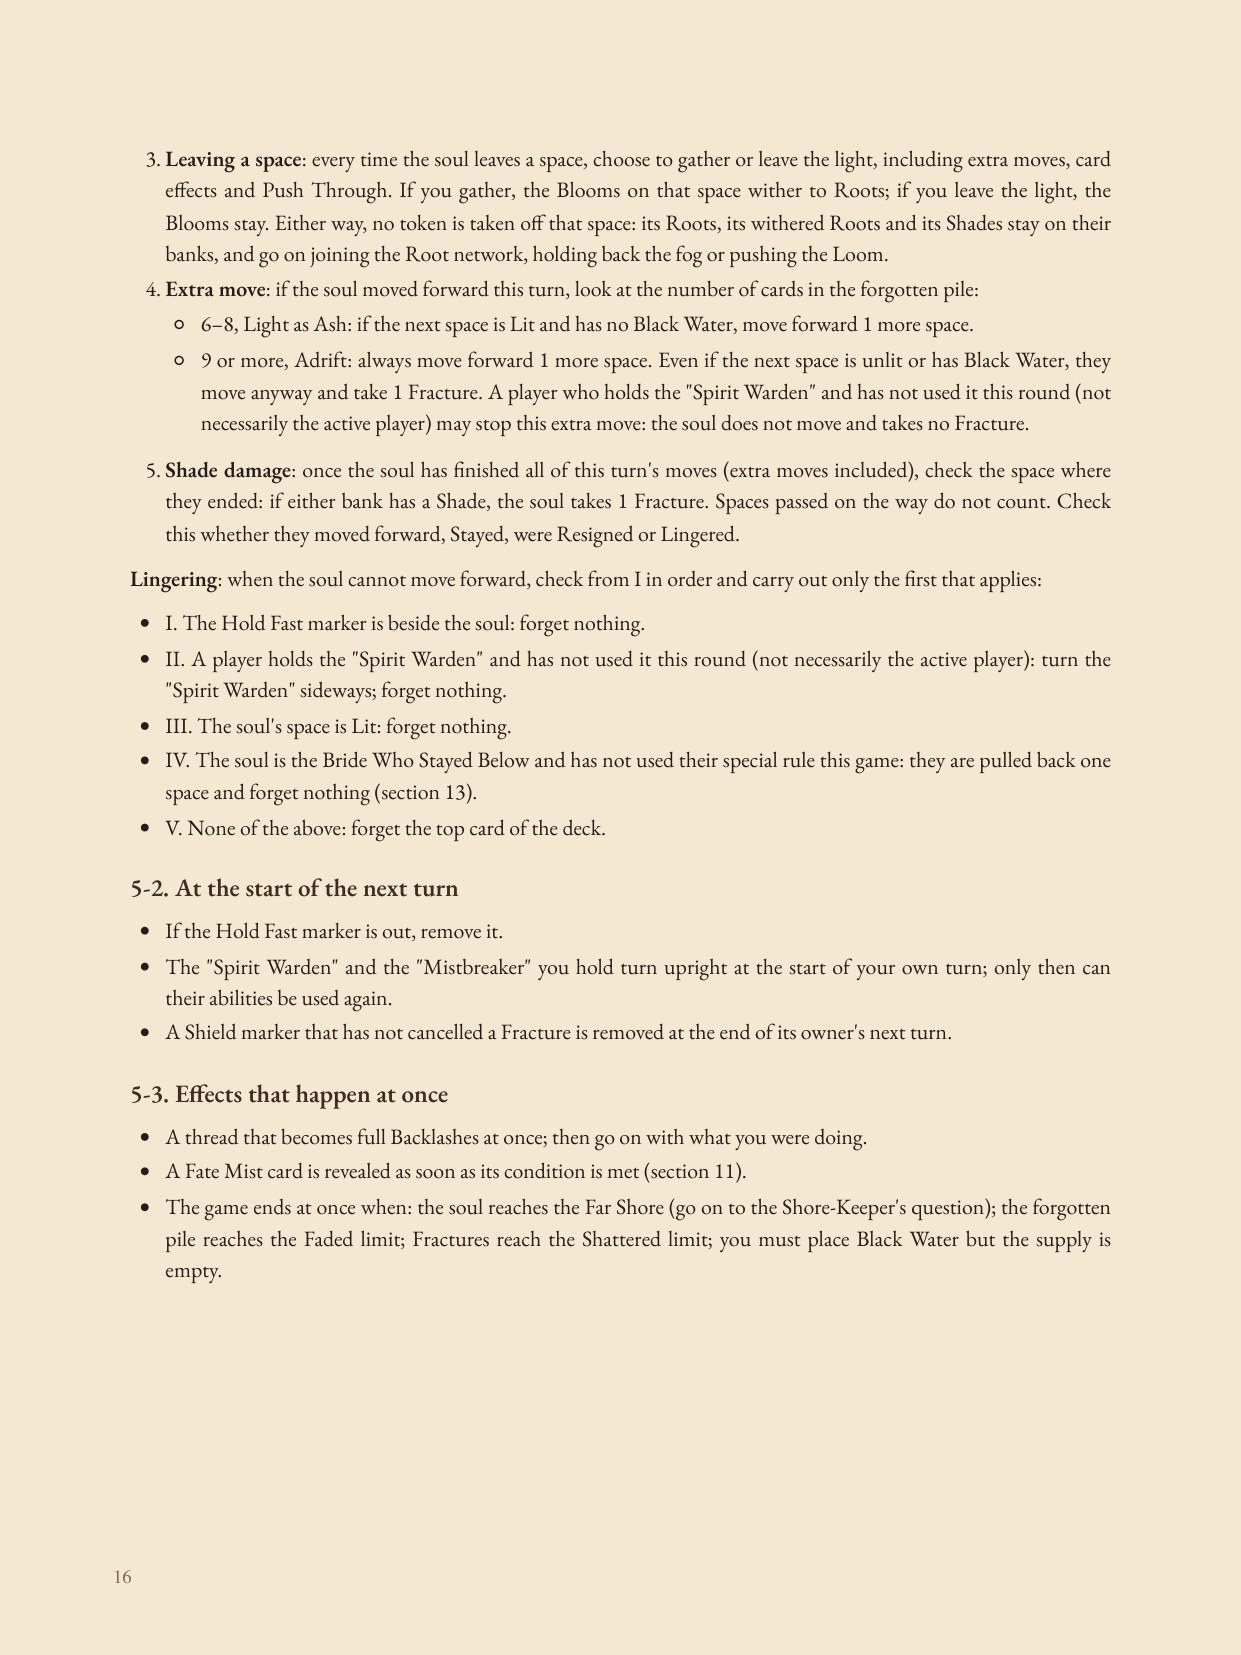 3. Leaving a space: every time the soul leaves a space, choose to gather or leave the light, including extra moves, card
effects and Push Through. If you gather, the Blooms on that space wither to Roots; if you leave the light, the
Blooms stay. Either way, no token is taken off that space: its Roots, its withered Roots and its Shades stay on their
banks, and go on joining the Root network, holding back the fog or pushing the Loom.
4. Extra move: if the soul moved forward this turn, look at the number of cards in the forgotten pile:
6–8, Light as Ash: if the next space is Lit and has no Black Water, move forward 1 more space.
9 or more, Adrift: always move forward 1 more space. Even if the next space is unlit or has Black Water, they
move anyway and take 1 Fracture. A player who holds the "Spirit Warden" and has not used it this round (not
necessarily the active player) may stop this extra move: the soul does not move and takes no Fracture.
5. Shade damage: once the soul has finished all of this turn's moves (extra moves included), check the space where
they ended: if either bank has a Shade, the soul takes 1 Fracture. Spaces passed on the way do not count. Check
this whether they moved forward, Stayed, were Resigned or Lingered.
Lingering: when the soul cannot move forward, check from I in order and carry out only the first that applies:
• I. The Hold Fast marker is beside the soul: forget nothing.
• II. A player holds the "Spirit Warden" and has not used it this round (not necessarily the active player): turn the
"Spirit Warden" sideways; forget nothing.
• III. The soul's space is Lit: forget nothing.
• IV. The soul is the Bride Who Stayed Below and has not used their special rule this game: they are pulled back one
space and forget nothing (section 13).
• V. None of the above: forget the top card of the deck.
5-2. At the start of the next turn
• If the Hold Fast marker is out, remove it.
• The "Spirit Warden" and the "Mistbreaker" you hold turn upright at the start of your own turn; only then can
their abilities be used again.
• A Shield marker that has not cancelled a Fracture is removed at the end of its owner's next turn.
5-3. Effects that happen at once
• A thread that becomes full Backlashes at once; then go on with what you were doing.
• A Fate Mist card is revealed as soon as its condition is met (section 11).
• The game ends at once when: the soul reaches the Far Shore (go on to the Shore-Keeper's question); the forgotten
pile reaches the Faded limit; Fractures reach the Shattered limit; you must place Black Water but the supply is
empty.
16